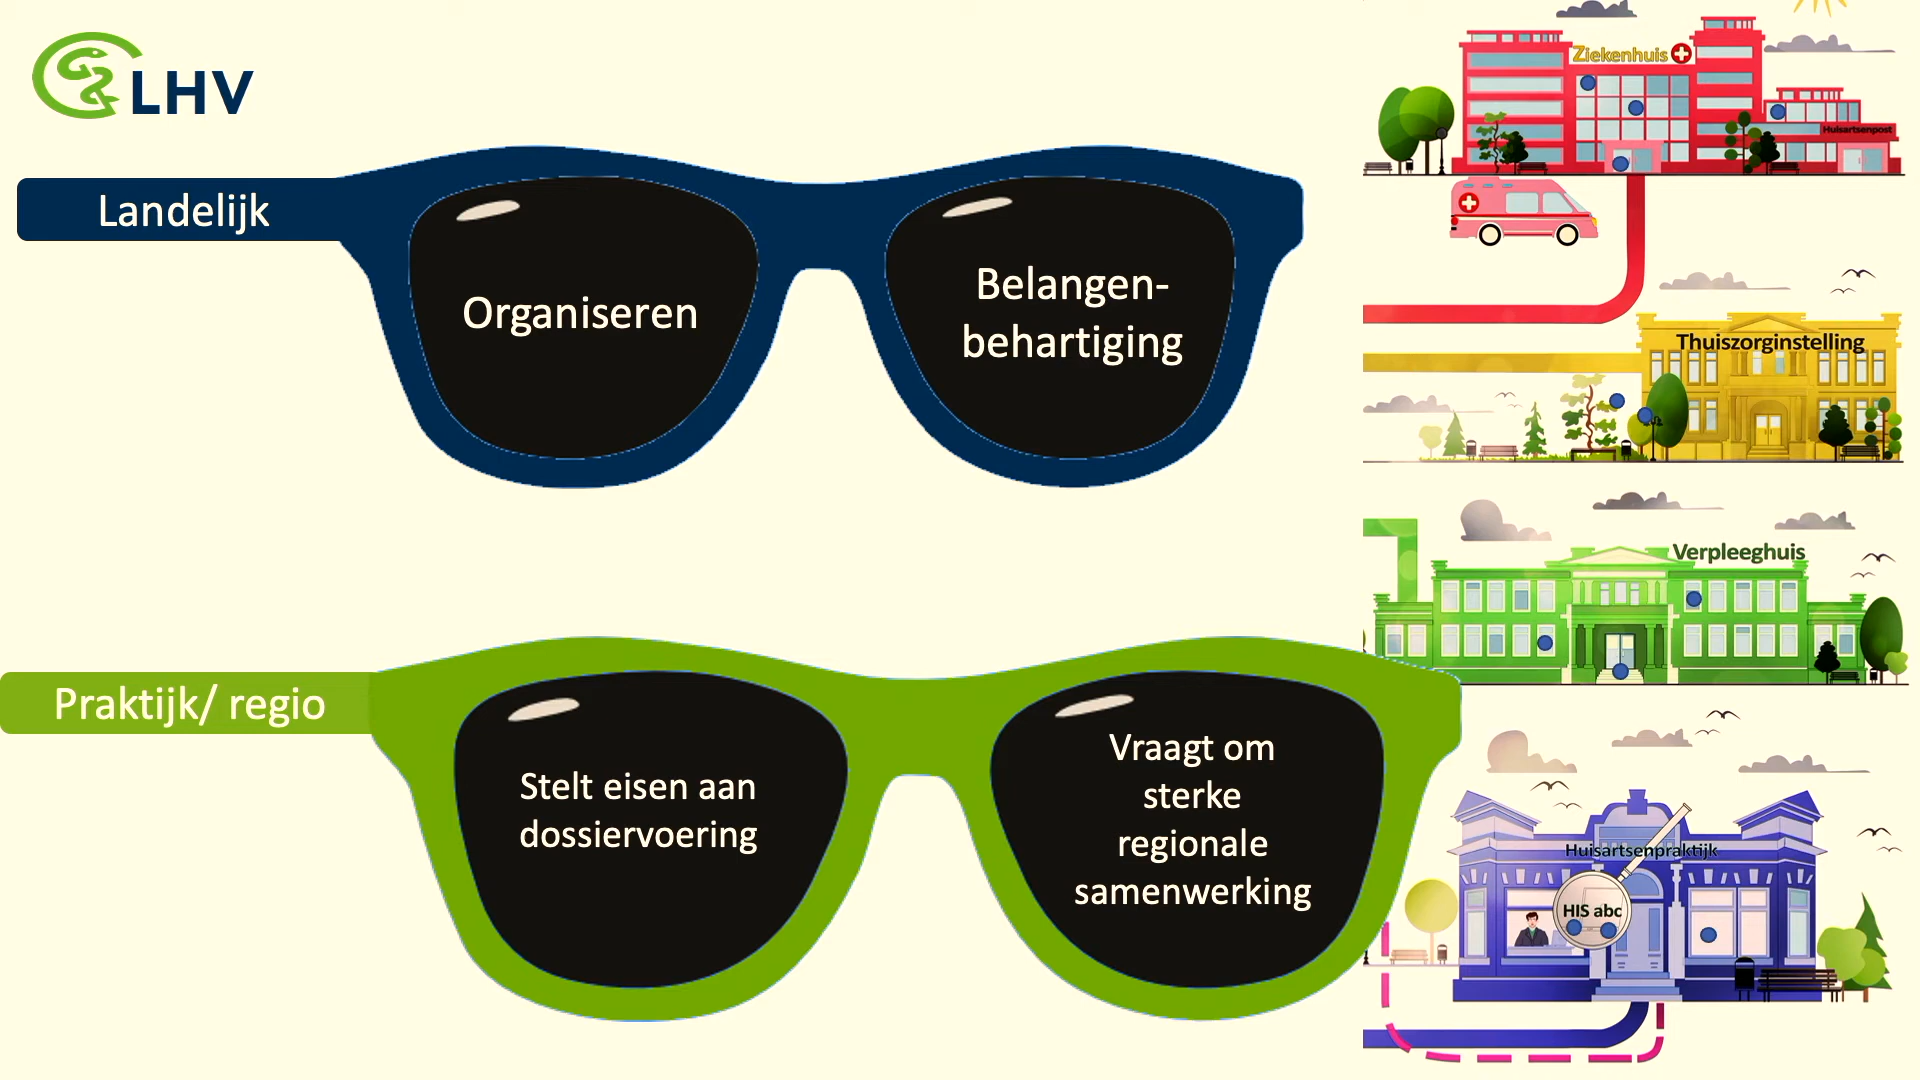 LHV
Landelijk
Organiseren
Belangen-
behartiging
Praktijk/ regio
Stelt eisen aan
dossiervoering
Vraagt om
sterke
regionale
samenwerking
Ziekenhuis
Huisartsenpost
Thuiszorginstelling
Verpleeghuis
Huisartsenpraktijk
HIS abc